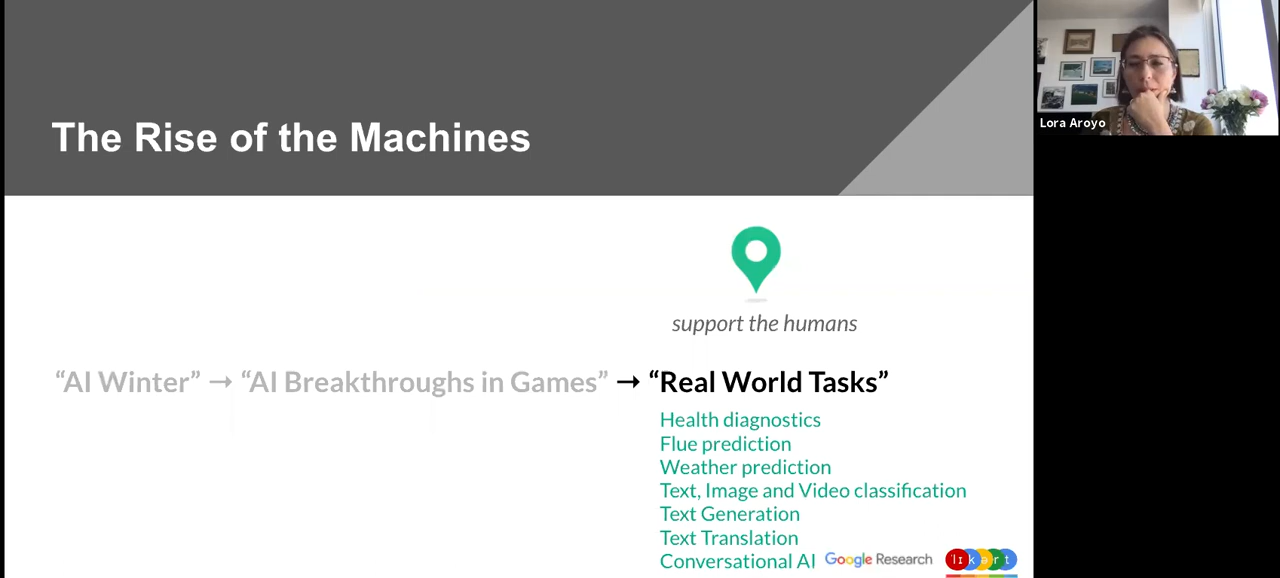 The Rise of the Machines
Lora Aroyo
support the humans
“AI Winter” → “AI Breakthroughs in Games” → “Real World Tasks”
Health diagnostics
Flue prediction
Weather prediction
Text, Image and Video classification
Text Generation
Text Translation
Conversational AI
Google Research
lıkert